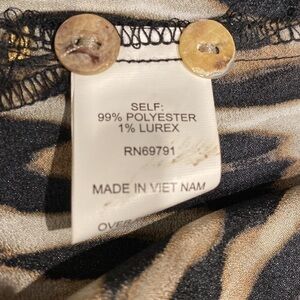 SELF:
99% POLYESTER
1% LUREX
RN69791
MADE IN VIET NAM